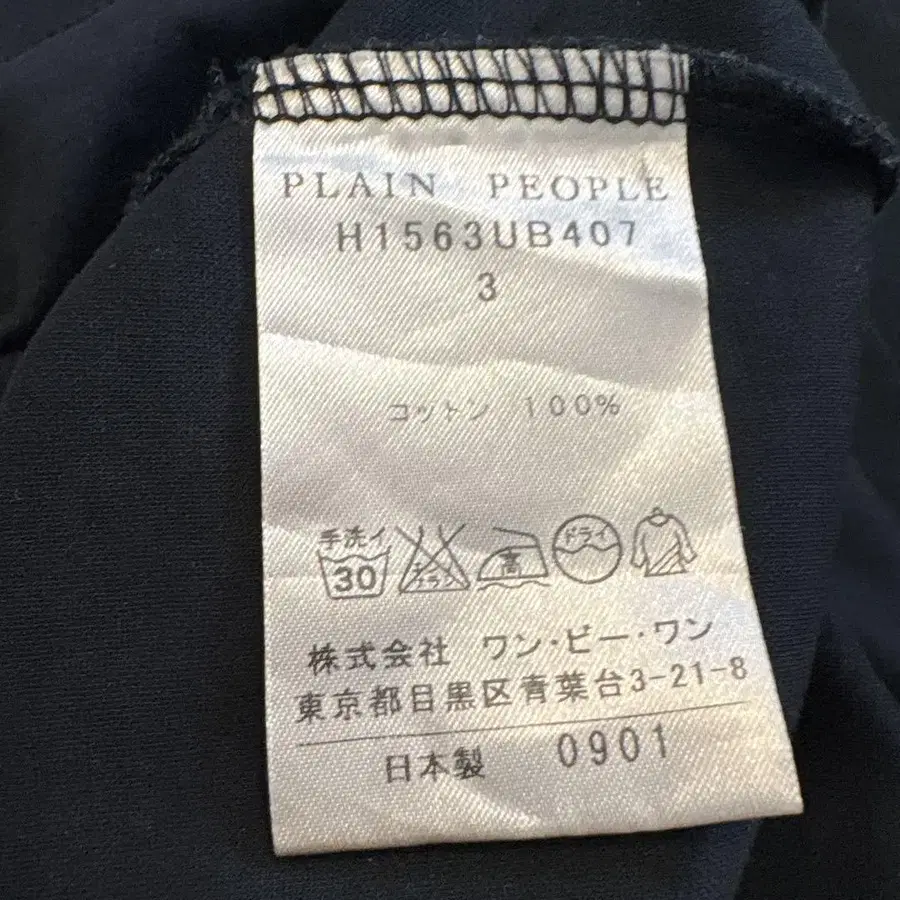 PLAIN PEOPLE
H1563UB407
3
コットン 100%
手洗イ
30
高
ドライ
株式会社 ワン・ビー・ワン
東京都目黒区青葉台3-21-8
日本製 0901